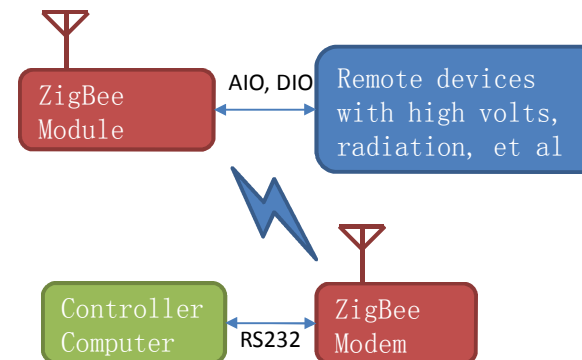 ZigBee
Module
AIO, DIO
Remote devices
with high volts,
radiation, et al
Controller
Computer
RS232
ZigBee
Modem